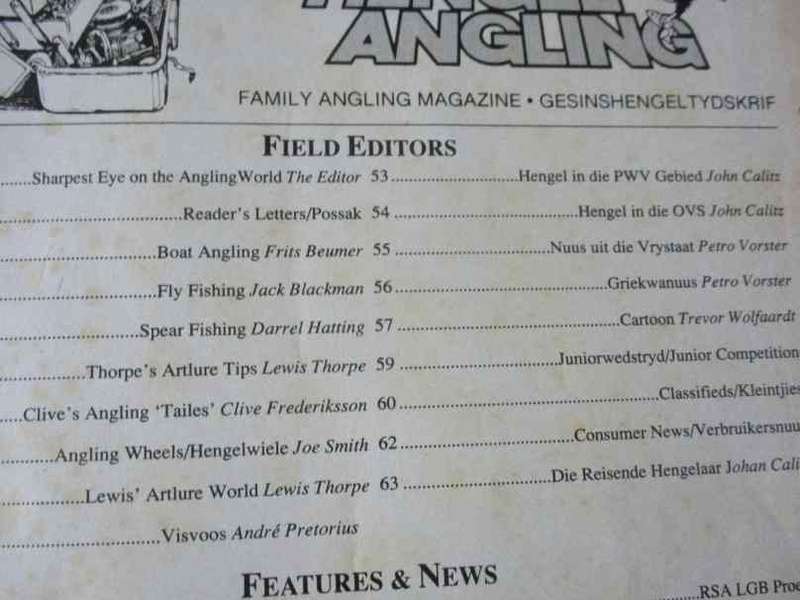 ANGLING
FAMILY ANGLING MAGAZINE • GESINSHENGELTYDSKRIF
FIELD EDITORS
.......Sharpest Eye on the AnglingWorld The Editor
..............................Reader's Letters/Possak
..........................Boat Angling Frits Beumer
..........................Fly Fishing Jack Blackman
.......................Spear Fishing Darrel Hatting
...............Thorpe's Artlure Tips Lewis Thorpe
.....Clive's Angling 'Tailes' Clive Frederiksson
.........Angling Wheels/Hengelwiele Joe Smith
..............Lewis' Artlure World Lewis Thorpe
...........................Visvoos André Pretorius
53........................Hengel in die PWV Gebied John Calitz
54...................................Hengel in die OVS John Calitz
55..............................Nuus uit die Vrystaat Petro Vorster
56.........................................Griekwanuus Petro Vorster
57............................................Cartoon Trevor Wolfaardt
59...............................Juniorwedstryd/Junior Competition
60...................................................Classifieds/Kleintjies
62..................................Consumer News/Verbruikersnuu
63.............................Die Reisende Hengelaar Johan Cali
FEATURES & NEWS
.......RSA LGB Proe